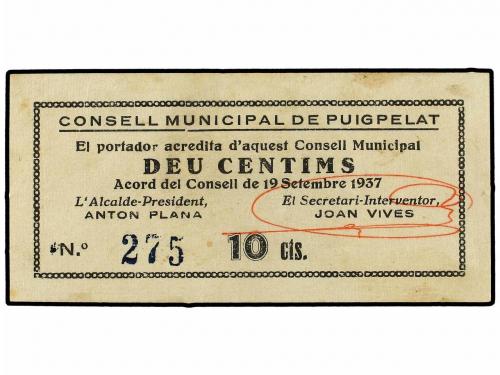 CONSELL MUNICIPAL DE PUIGPELAT
El portador acredita d'aquest Consell Municipal
DEU CENTIMS
Acord del Consell de 19 Setembre 1937
L'Alcalde-President, El Secretari-Interventor,
ANTON PLANA JOAN VIVES
N.º 275 10 cts.